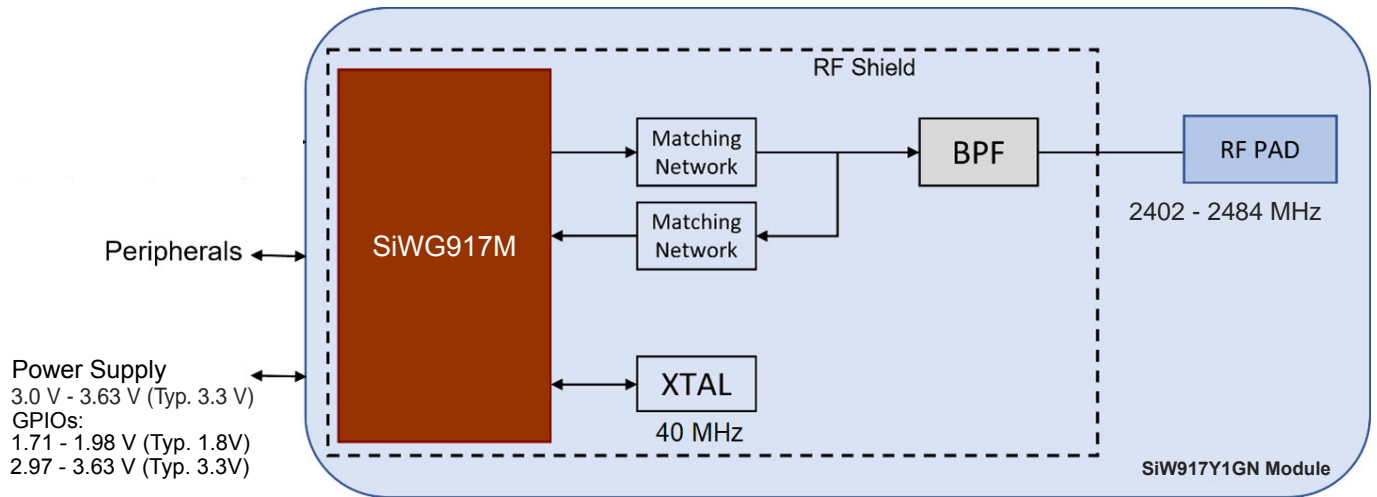 RF Shield
Matching
Network
BPF
RF PAD
2402 - 2484 MHz
Matching
Network
SiWG917M
Peripherals
Power Supply
3.0 V - 3.63 V (Typ. 3.3 V)
GPIOs:
1.71 - 1.98 V (Typ. 1.8V)
2.97 - 3.63 V (Typ. 3.3V)
XTAL
40 MHz
SiW917Y1GN Module